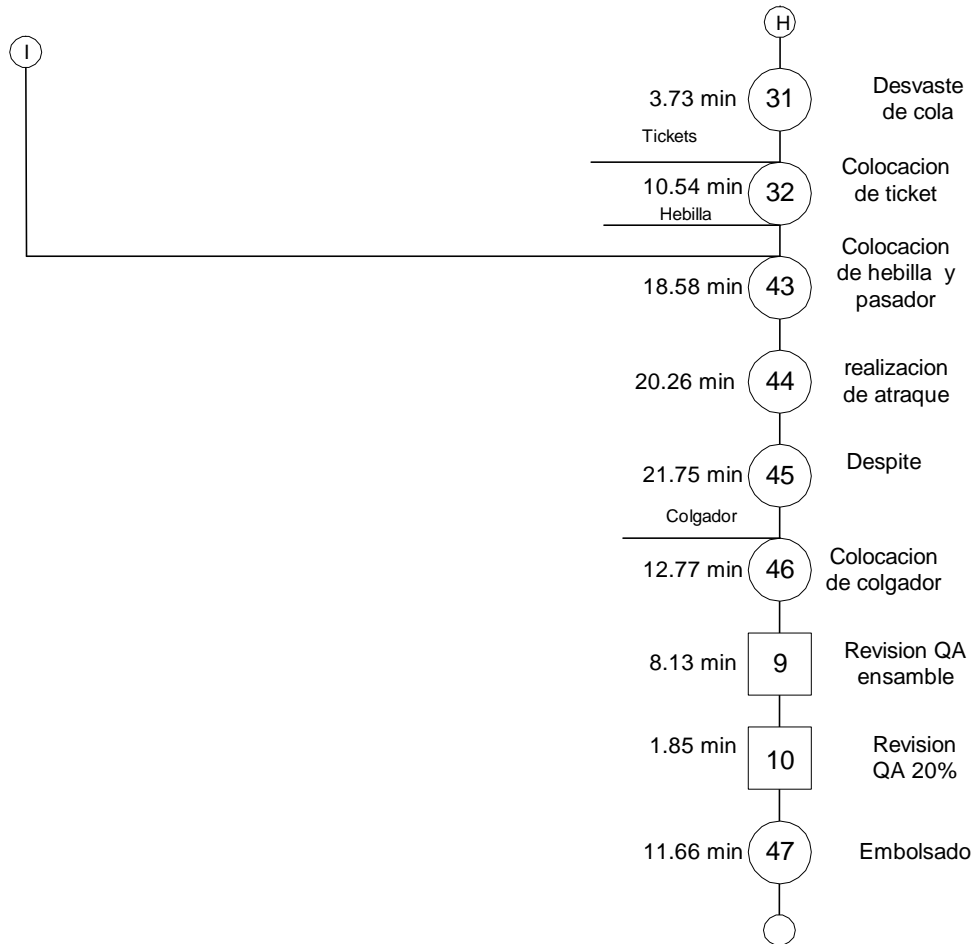 H
I
3.73 min
31
Desvaste
de cola
Tickets
10.54 min
32
Colocacion
de ticket
Hebilla
18.58 min
43
Colocacion
de hebilla y
pasador
20.26 min
44
realizacion
de atraque
21.75 min
45
Despite
Colgador
12.77 min
46
Colocacion
de colgador
8.13 min
9
Revision QA
ensamble
1.85 min
10
Revision
QA 20%
11.66 min
47
Embolsado